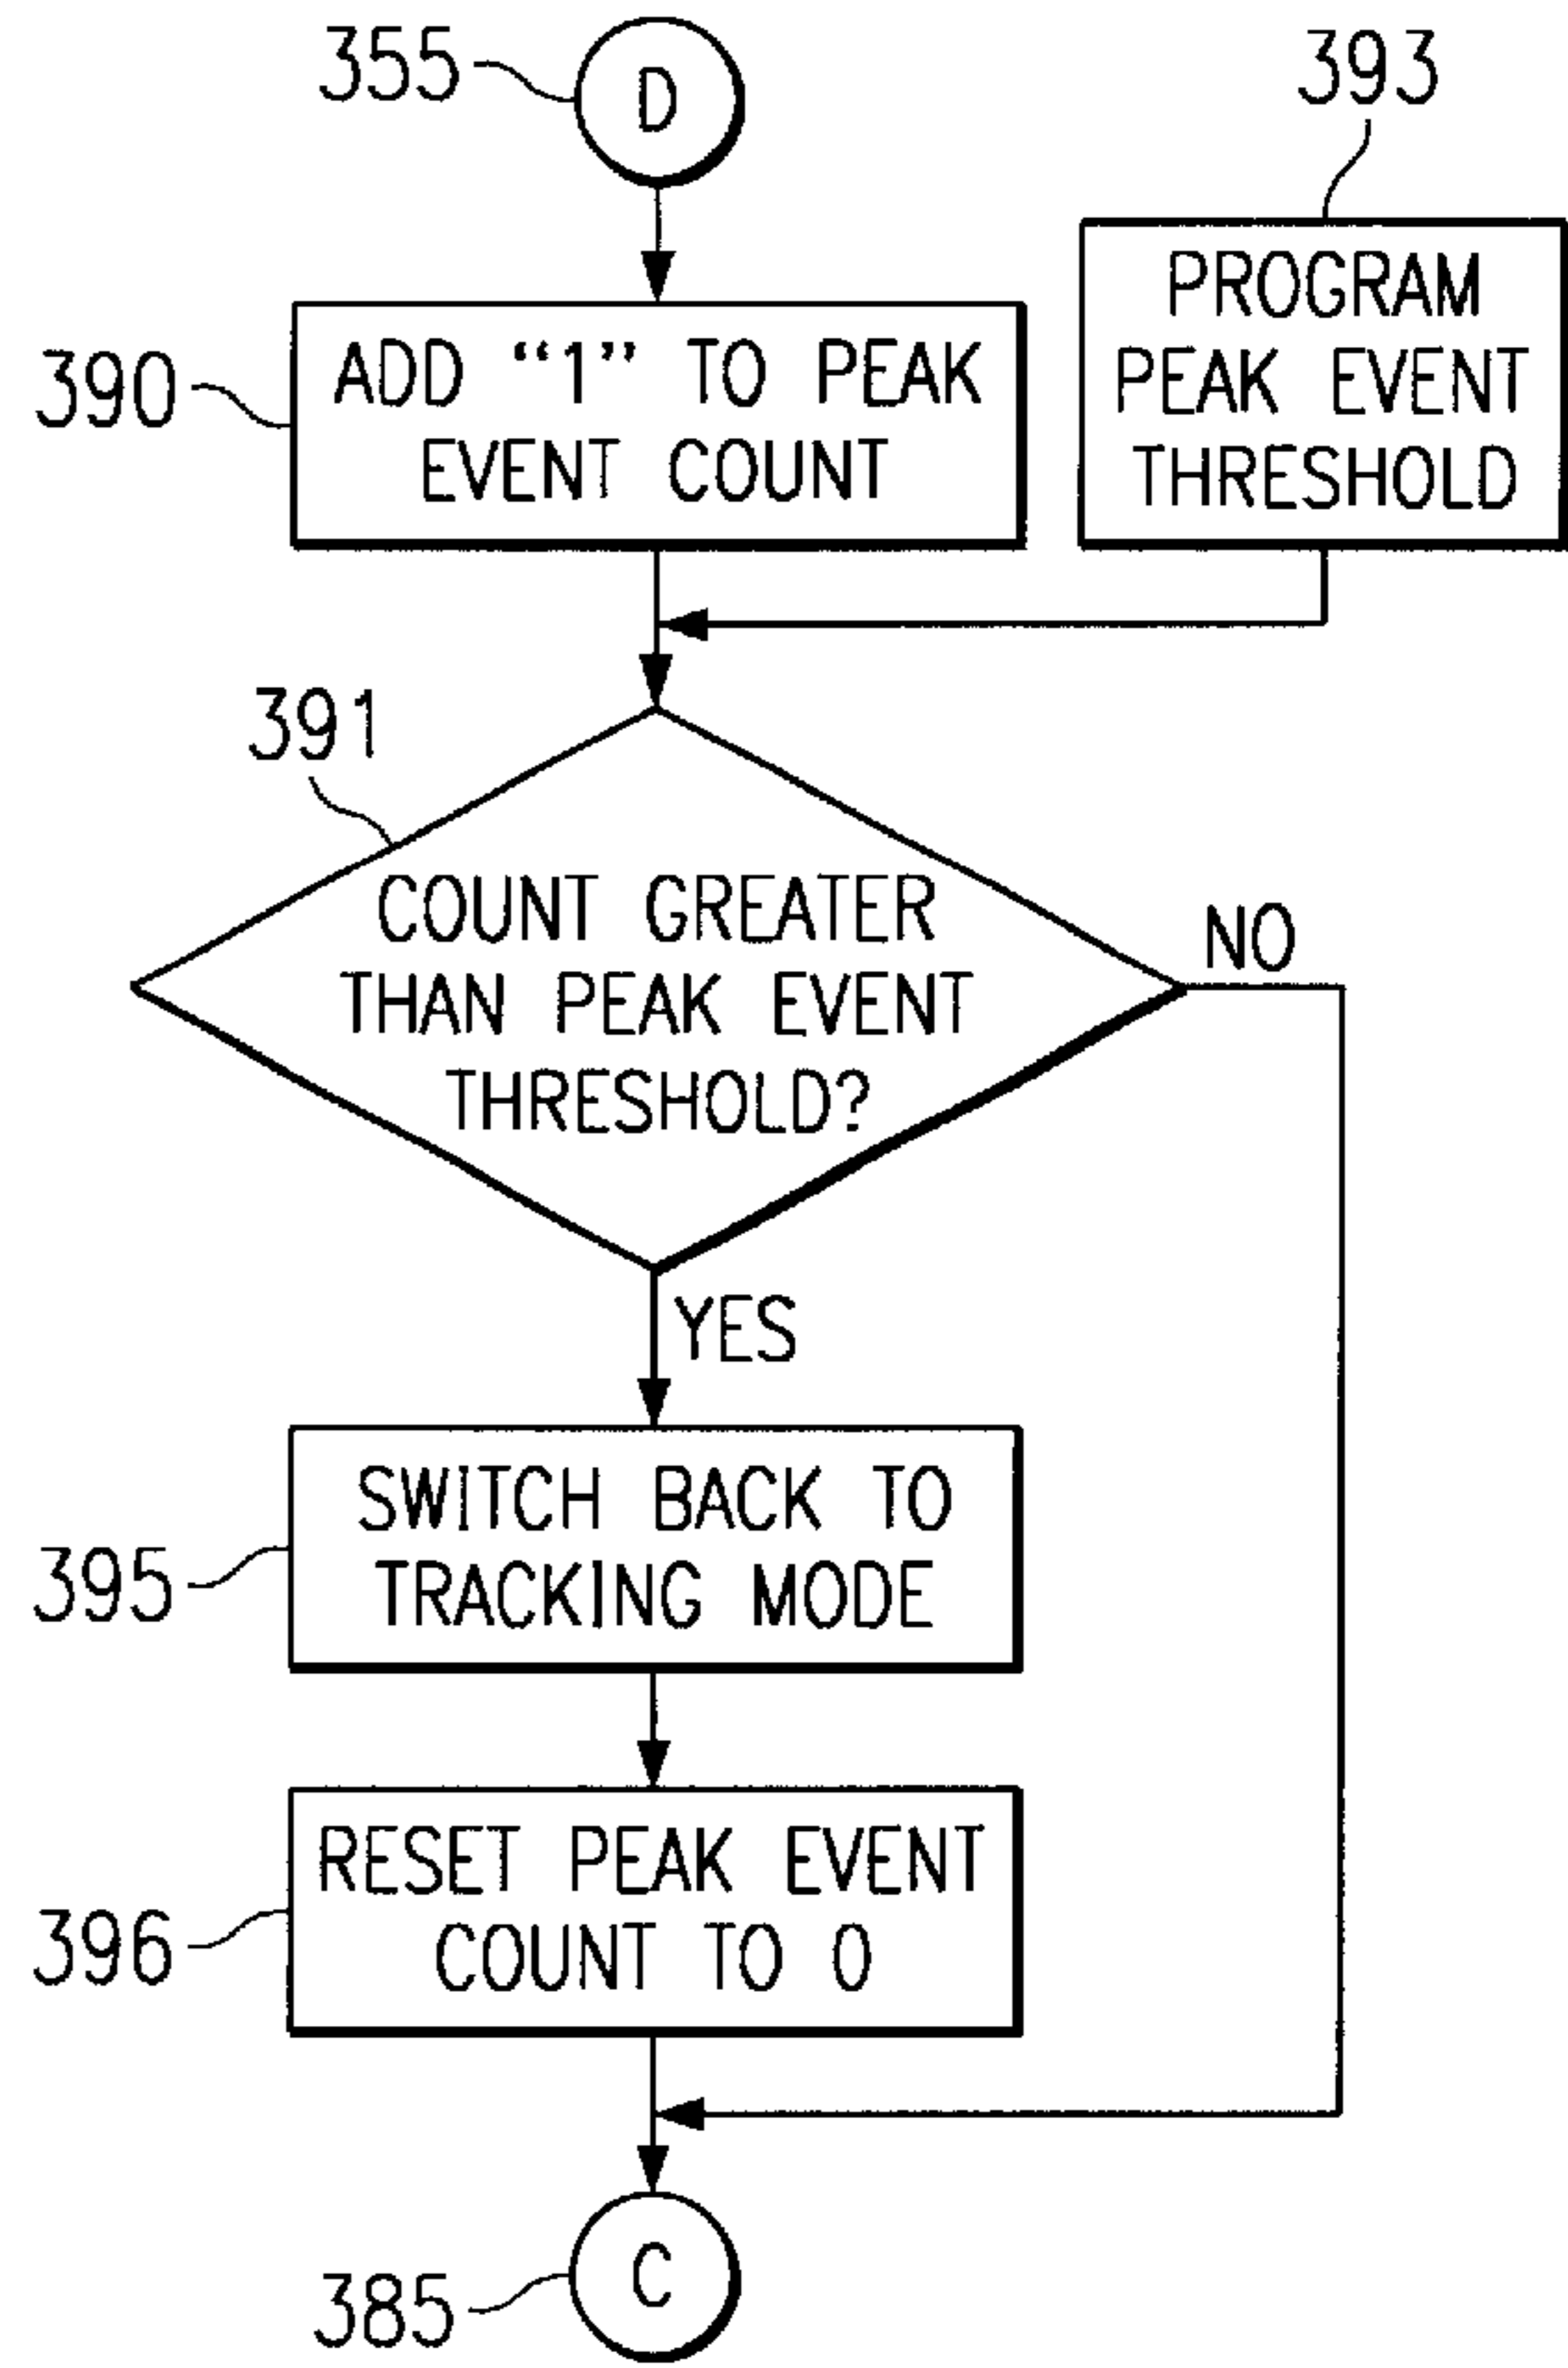 355
D
393
PROGRAM
PEAK EVENT
THRESHOLD
390
ADD “1” TO PEAK
EVENT COUNT
391
COUNT GREATER
THAN PEAK EVENT
THRESHOLD?
NO
YES
395
SWITCH BACK TO
TRACKING MODE
396
RESET PEAK EVENT
COUNT TO 0
385
C